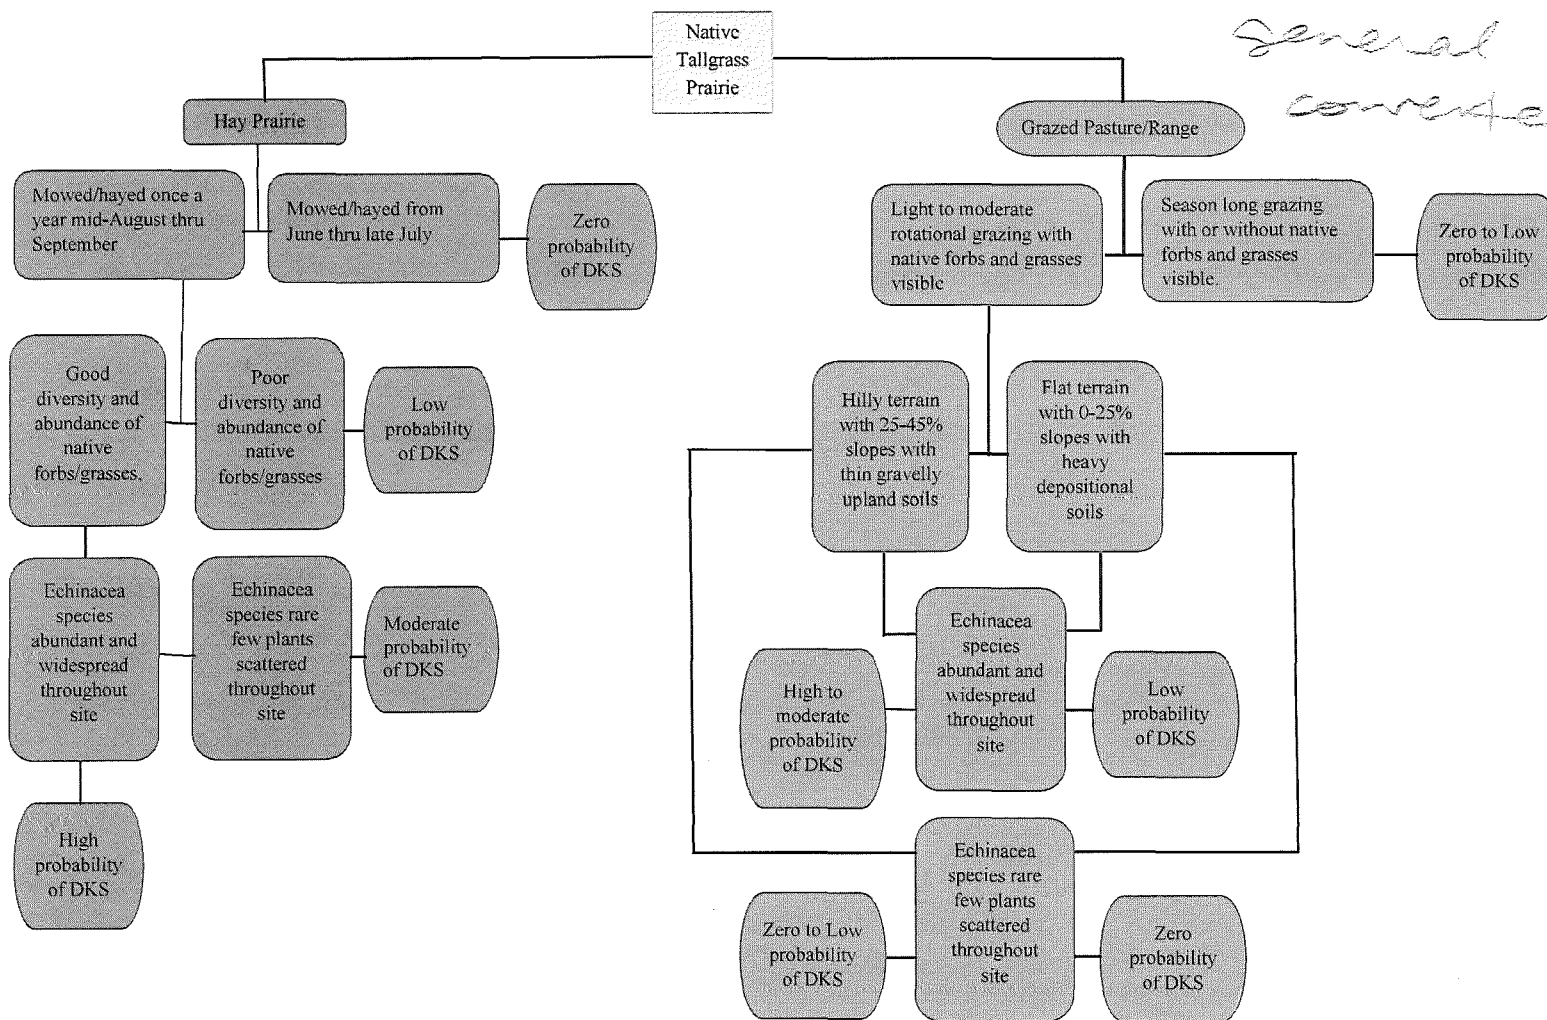 Native
Tallgrass
Prairie
general
Hay Prairie
Grazed Pasture/Range
Mowed/hayed once a
year mid-August thru
September
Mowed/hayed from
June thru late July
Zero
probability
of DKS
Light to moderate
rotational grazing with
native forbs and grasses
visible
Season long grazing
with or without native
forbs and grasses
visible.
Zero to Low
probability
of DKS
Good
diversity and
abundance of
native
forbs/grasses.
Poor
diversity and
abundance of
native
forbs/grasses
Low
probability
of DKS
Hilly terrain
with 25-45%
slopes with
thin gravelly
upland soils
Flat terrain
with 0-25%
slopes with
heavy
depositional
soils
Echinacea
species
abundant and
widespread
throughout
site
Echinacea
species rare
few plants
scattered
throughout
site
Moderate
probability
of DKS
High
probability
of DKS
Echinacea
species
abundant and
widespread
throughout
site
High to
moderate
probability
of DKS
Low
probability
of DKS
Echinacea
species rare
few plants
scattered
throughout
site
Zero to Low
probability
of DKS
Zero
probability
of DKS